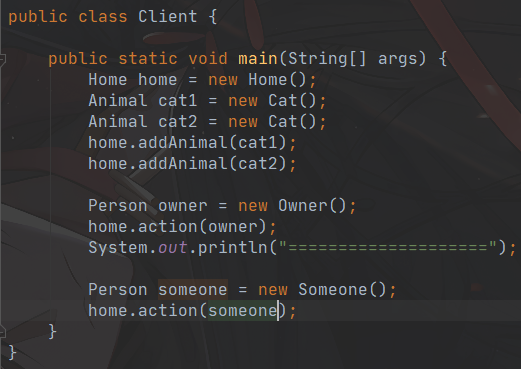 public class Client {
public static void main(String[] args) {
Home home = new Home();
Animal cat1 = new Cat();
Animal cat2 = new Cat();
home.addAnimal(cat1);
home.addAnimal(cat2);
Person owner = new Owner();
home.action(owner);
System.out.println("====================");
Person someone = new Someone();
home.action(someone);
}
}